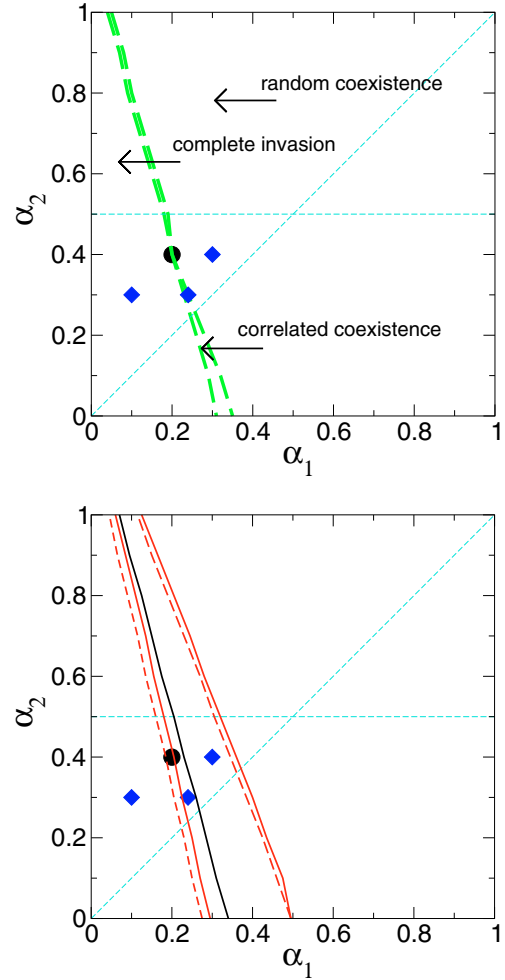 1
random coexistence
0.8
complete invasion
0.6
α2
0.4
0.2
correlated coexistence
0
0 0.2 0.4 0.6 0.8 1
α1
1
0.8
0.6
α2
0.4
0.2
0
0 0.2 0.4 0.6 0.8 1
α1